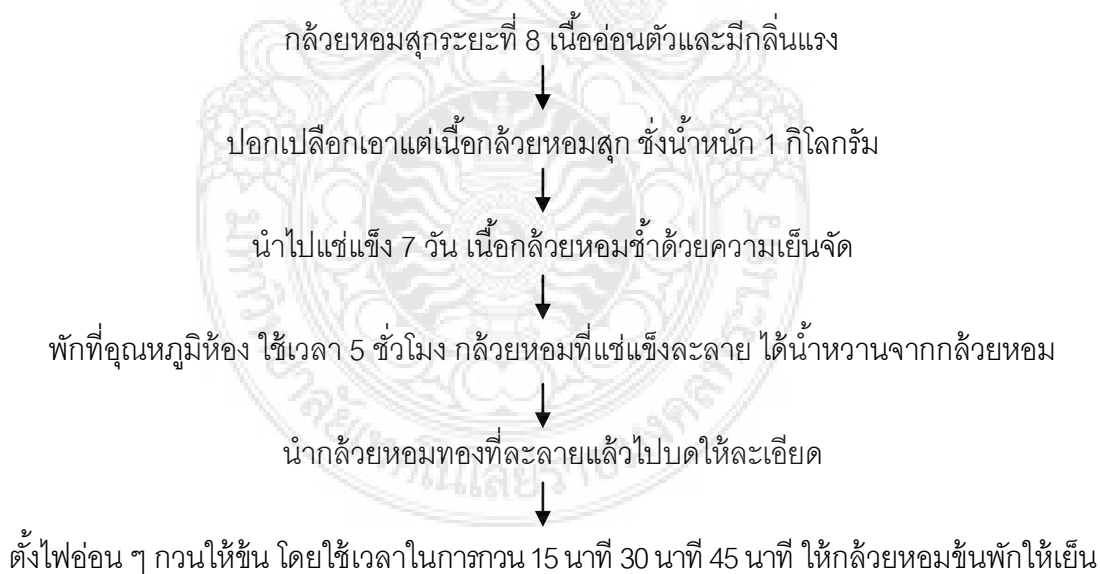 กล้วยหอมสุกระยะที่ 8 เนื้ออ่อนตัวและมีกลิ่นแรง
ปอกเปลือกเอาแต่เนื้อกล้วยหอมสุก ชั่งน้ำหนัก 1 กิโลกรัม
นำไปแช่แข็ง 7 วัน เนื้อกล้วยหอมช้ำด้วยความเย็นจัด
พักที่อุณหภูมิห้อง ใช้เวลา 5 ชั่วโมง กล้วยหอมที่แช่แข็งละลาย ได้น้ำหวานจากกล้วยหอม
นำกล้วยหอมทองที่ละลายแล้วไปบดให้ละเอียด
ตั้งไฟอ่อน ๆ กวนให้ข้น โดยใช้เวลาในการกวน 15 นาที 30 นาที 45 นาที ให้กล้วยหอมข้นพักให้เย็น